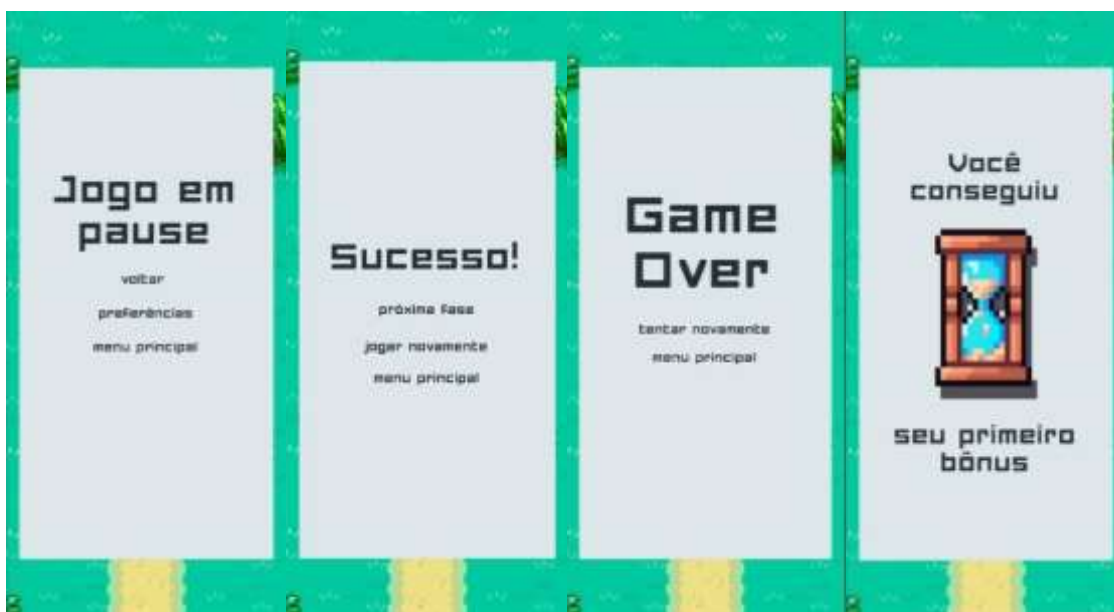 Jogo em
pause
voltar
preferências
menu principal
Sucesso!
próxima fase
jogar novamente
menu principal
Game
Over
tentar novamente
menu principal
Você
conseguiu
seu primeiro
bônus